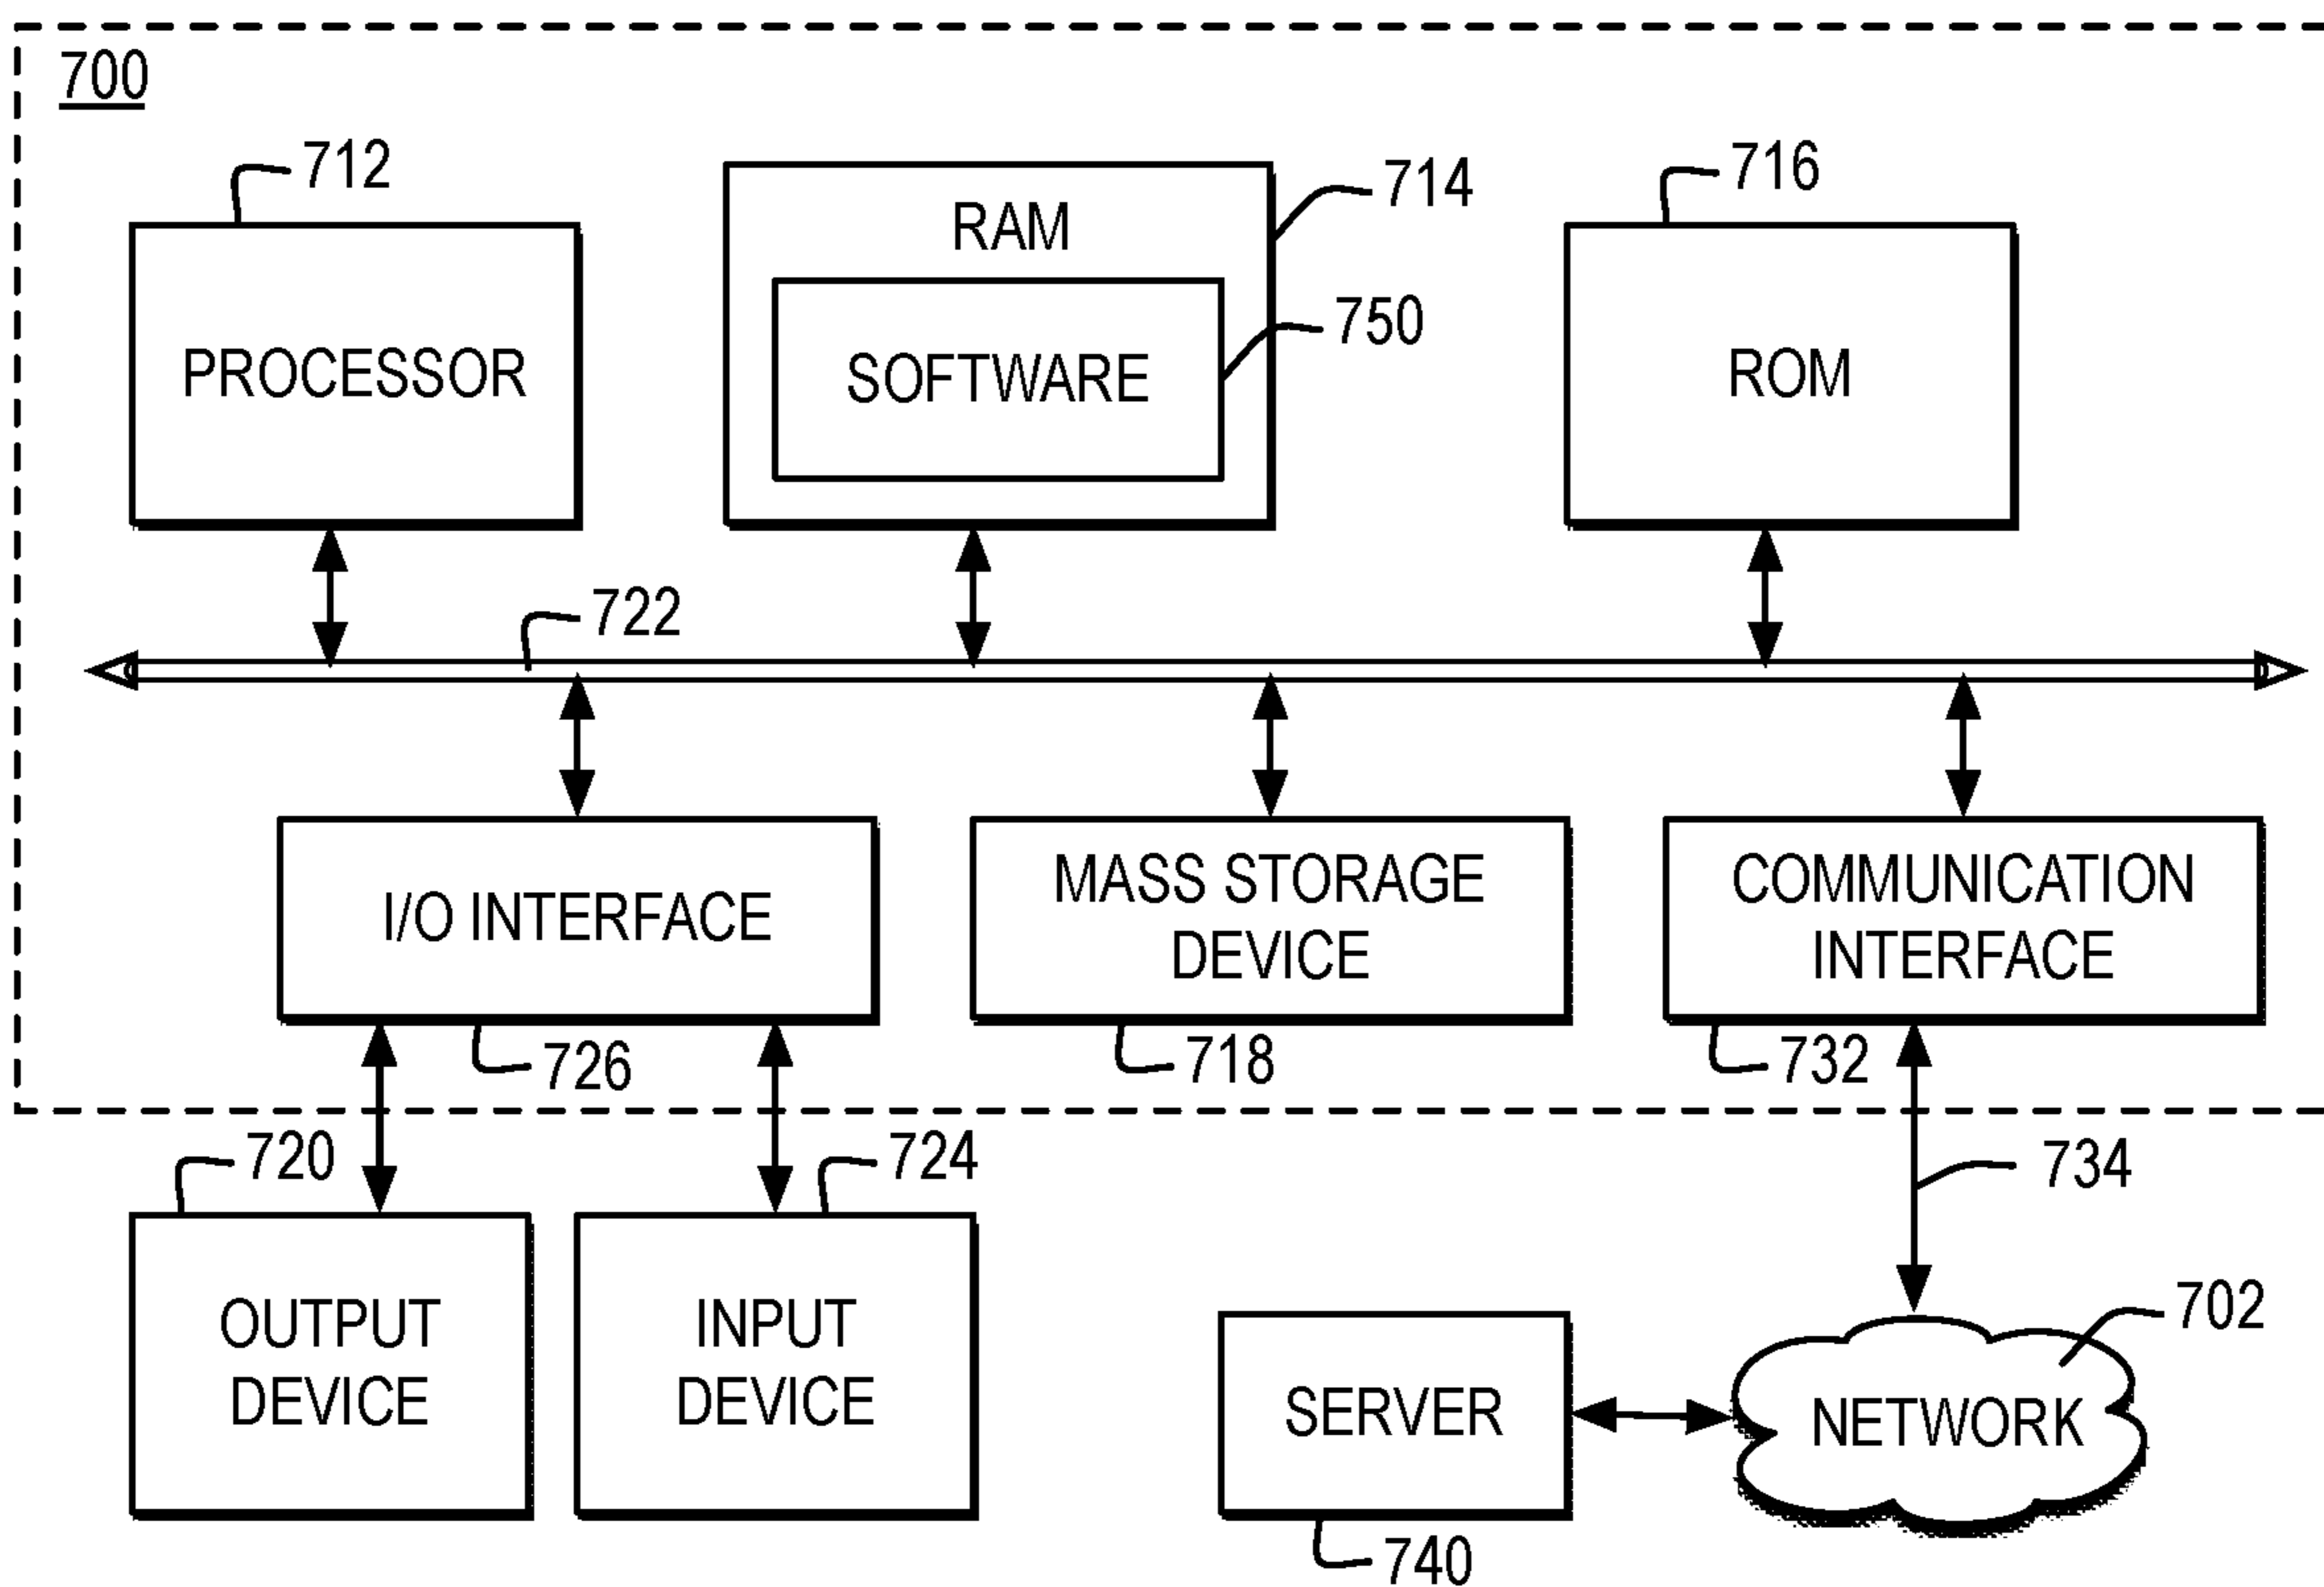 700
712
714
716
RAM
750
PROCESSOR
SOFTWARE
ROM
722
I/O INTERFACE
MASS STORAGE
DEVICE
COMMUNICATION
INTERFACE
726
718
732
720
724
734
OUTPUT
DEVICE
INPUT
DEVICE
702
SERVER
NETWORK
740